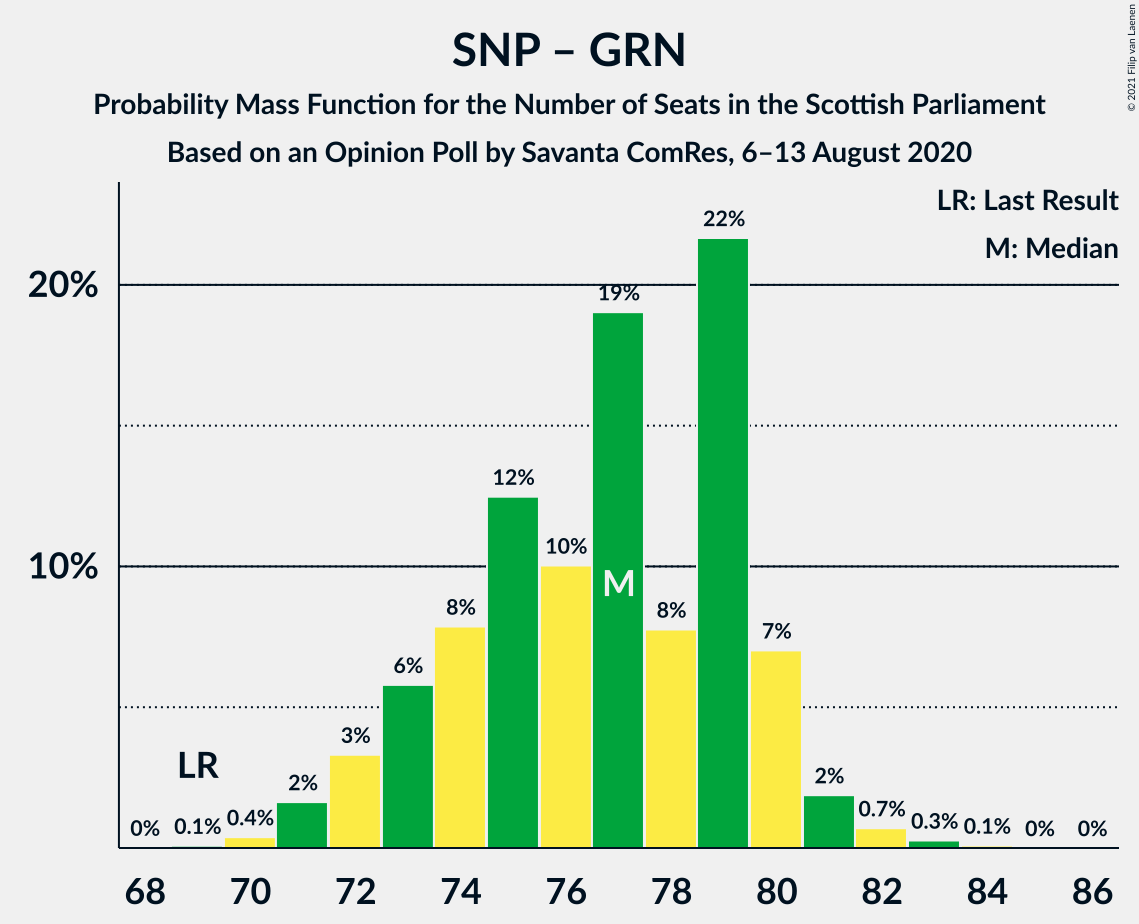 SNP – GRN
Probability Mass Function for the Number of Seats in the Scottish Parliament
Based on an Opinion Poll by Savanta ComRes, 6–13 August 2020
© 2021 Filip van Laenen
LR: Last Result
M: Median
22%
20%
19%
12%
10%
10%
M
8%
8%
7%
6%
3%
LR
2%
2%
0%
0.1%
0.4%
0.7%
0.3%
0.1%
0%
0%
68 70 72 74 76 78 80 82 84 86